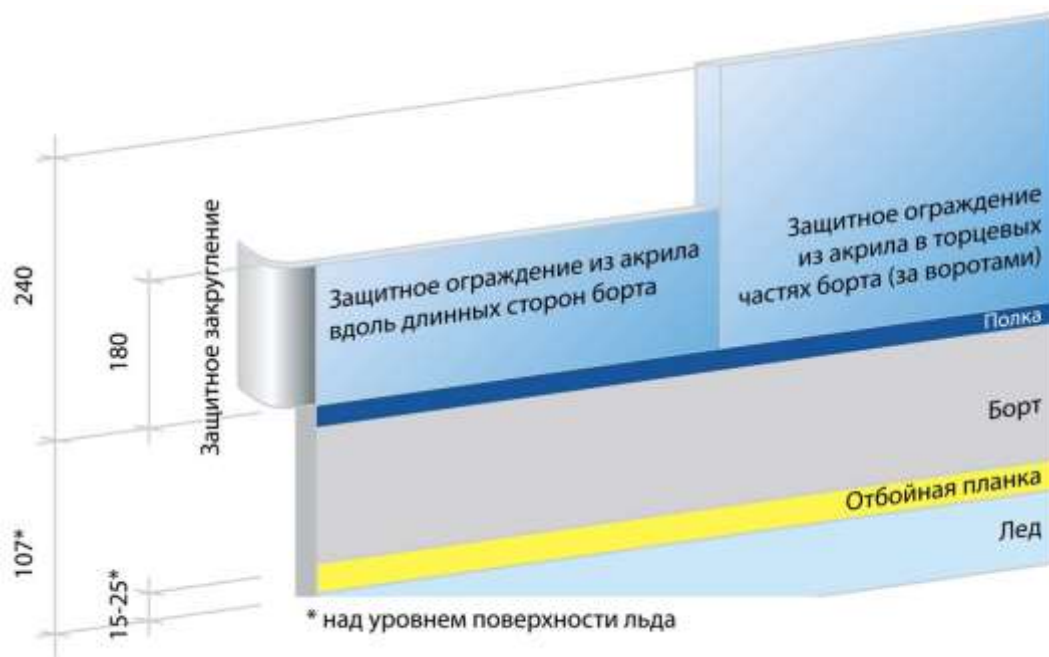 240
180
107*
15-25*
Защитное закругление
Защитное ограждение из акрила
вдоль длинных сторон борта
Защитное ограждение
из акрила в торцевых
частях борта (за воротами)
Полка
Борт
Отбойная планка
Лед
* над уровнем поверхности льда